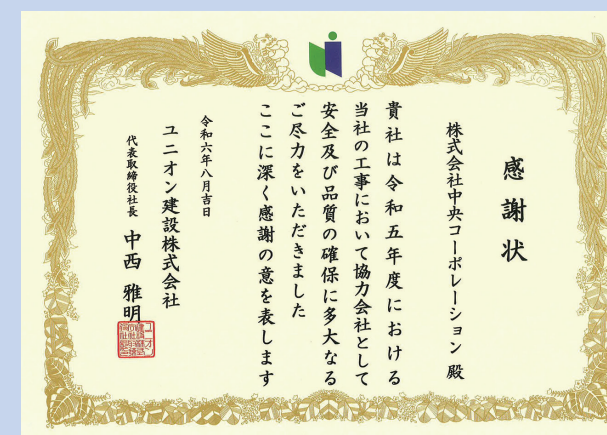 感謝状
株式会社中央コーポレーション 殿
貴社は令和五年度における
当社の工事において協力会社として
安全及び品質の確保に多大なる
ご尽力をいただきました
ここに深く感謝の意を表します
令和六年八月吉日
ユニオン建設株式会社
代表取締役社長 中西 雅明